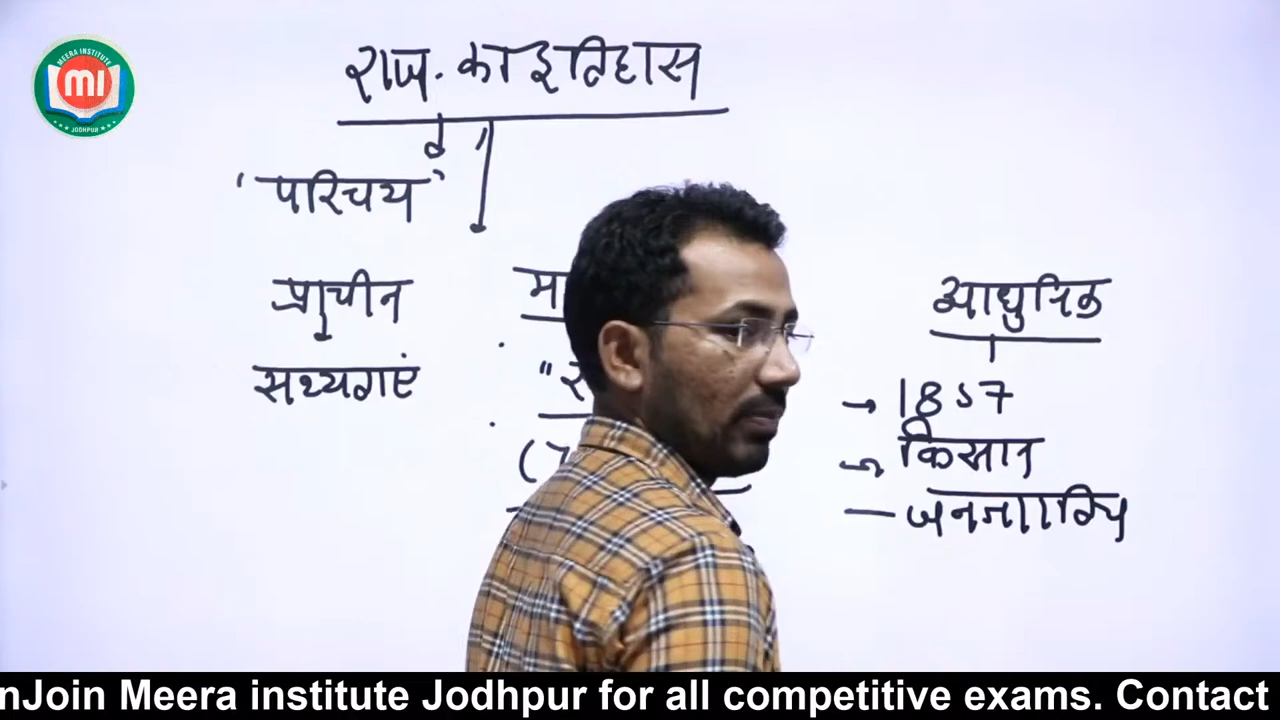 MEERA INSTITUTE
MI
JODHPUR
राज. का इतिहास
'परिचय'
प्राचीन
आधुनिक
सभ्यताएं
→ 1857
→ किसान
– जनजाति
nJoin Meera institute Jodhpur for all competitive exams. Contact